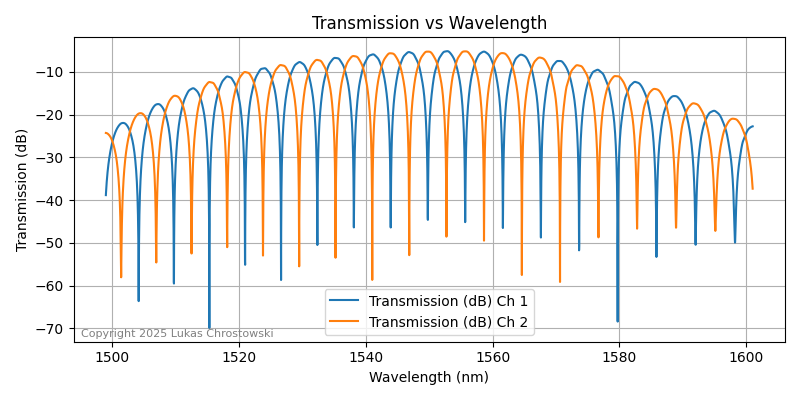 Transmission vs Wavelength
Transmission (dB)
−10
−20
−30
−40
−50
−60
−70
Transmission (dB) Ch 1
Transmission (dB) Ch 2
Copyright 2025 Lukas Chrostowski
1500
1520
1540
1560
1580
1600
Wavelength (nm)